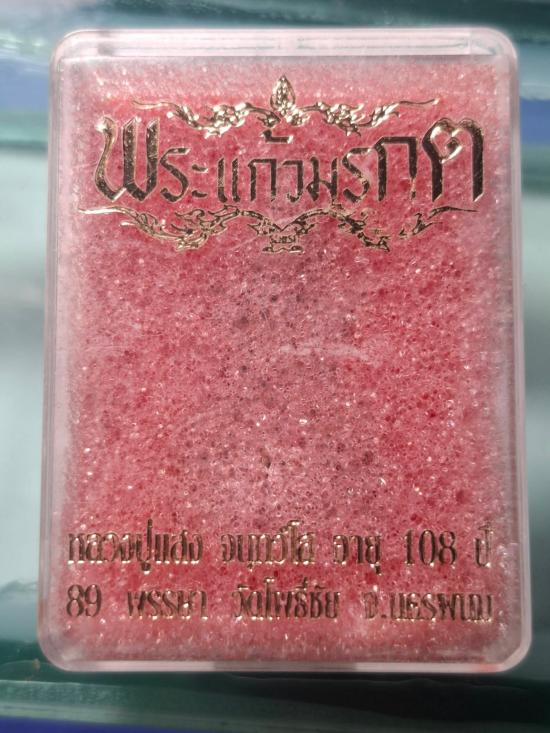 พระแก้วมรกต
หลวงปู่แสง จนฺทวํโส อายุ 108 ปี
89 พรรษา วัดโพธิ์ชัย จ.นครพนม